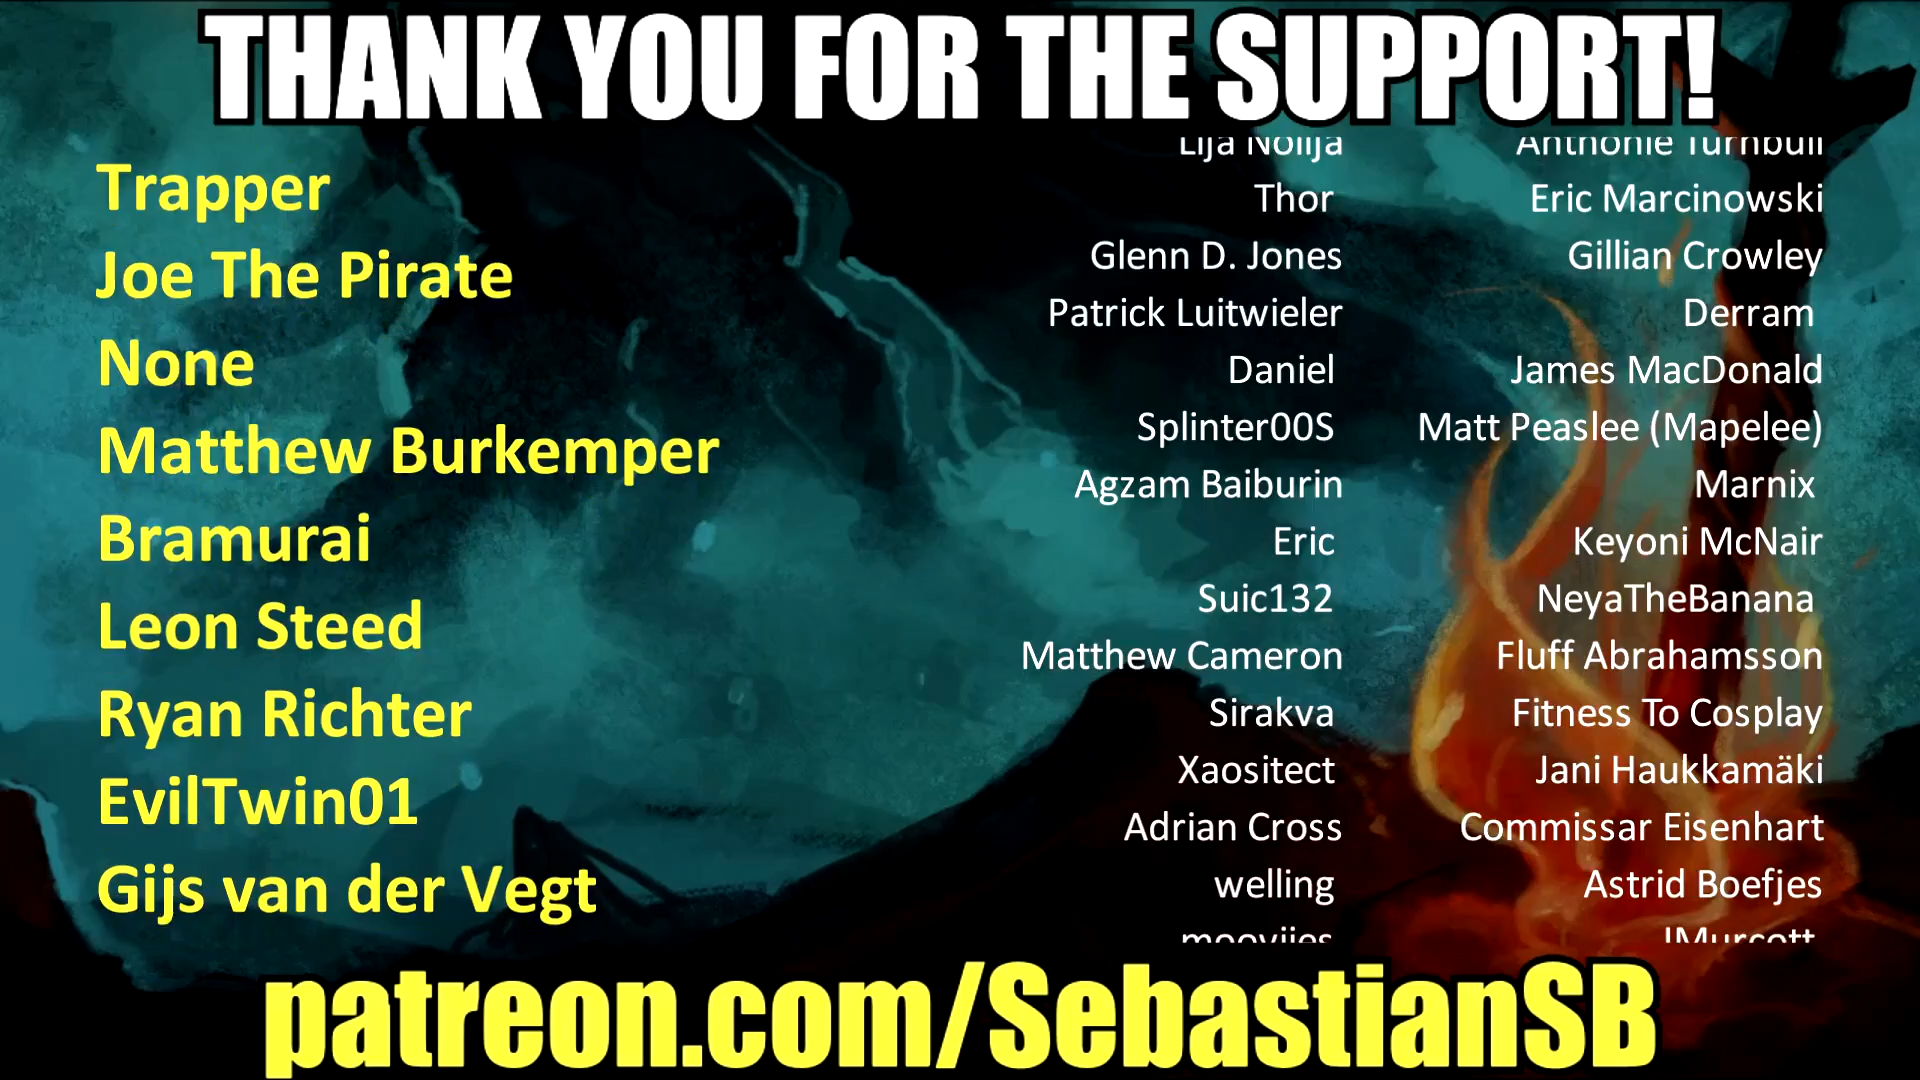 THANK YOU FOR THE SUPPORT!
Trapper
Joe The Pirate
None
Matthew Burkemper
Bramurai
Leon Steed
Ryan Richter
EvilTwin01
Gijs van der Vegt
Thor
Glenn D. Jones
Patrick Luitwieler
Daniel
Splinter00S
Agzam Baiburin
Eric
Suic132
Matthew Cameron
Sirakva
Xaositect
Adrian Cross
welling
Anthonie Turnbull
Eric Marcinowski
Gillian Crowley
Derram
James MacDonald
Matt Peaslee (Mapelee)
Marnix
Keyoni McNair
NeyaTheBanana
Fluff Abrahamsson
Fitness To Cosplay
Jani Haukkamäki
Commissar Eisenhart
Astrid Boefjes
JMurcott
patreon.com/SebastianSB